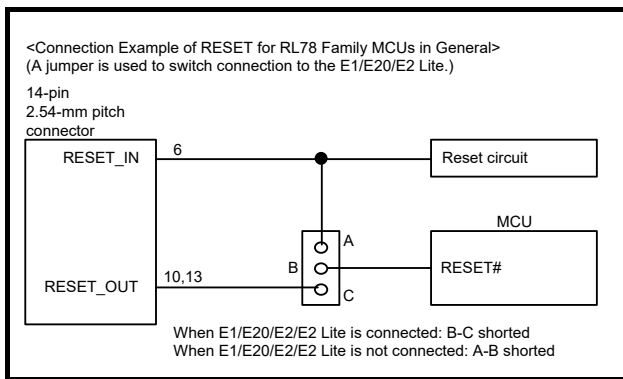 <Connection Example of RESET for RL78 Family MCUs in General>
(A jumper is used to switch connection to the E1/E20/E2 Lite.)
14-pin
2.54-mm pitch
connector
RESET_IN
6
Reset circuit
MCU
A
B
RESET#
RESET_OUT
10,13
C
When E1/E20/E2/E2 Lite is connected: B-C shorted
When E1/E20/E2/E2 Lite is not connected: A-B shorted